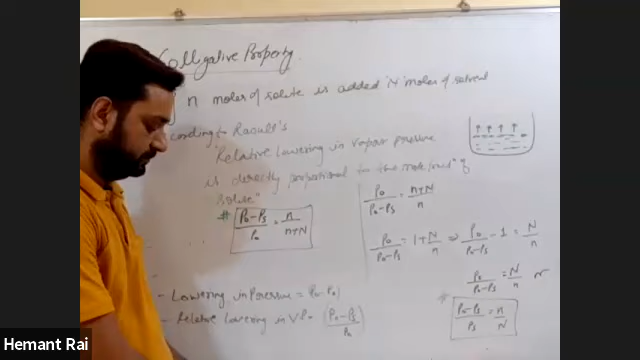 Colligative Property
n moles of solute is added N moles of solvent
According to Raoult's
"Relative lowering in vapour pressure
is directly proportional to the mole fract" of
solute"
# (P₀-Ps)/P₀ = n/(n+N)
- Lowering in Pressure = P₀-Ps
- Relative lowering in V.P = (P₀-Ps)/P₀
P₀/(P₀-Ps) = (n+N)/n
P₀/(P₀-Ps) = 1+N/n ⇒ P₀/(P₀-Ps) - 1 = N/n
Ps/(P₀-Ps) = N/n or
* (P₀-Ps)/Ps = n/N
Hemant Rai